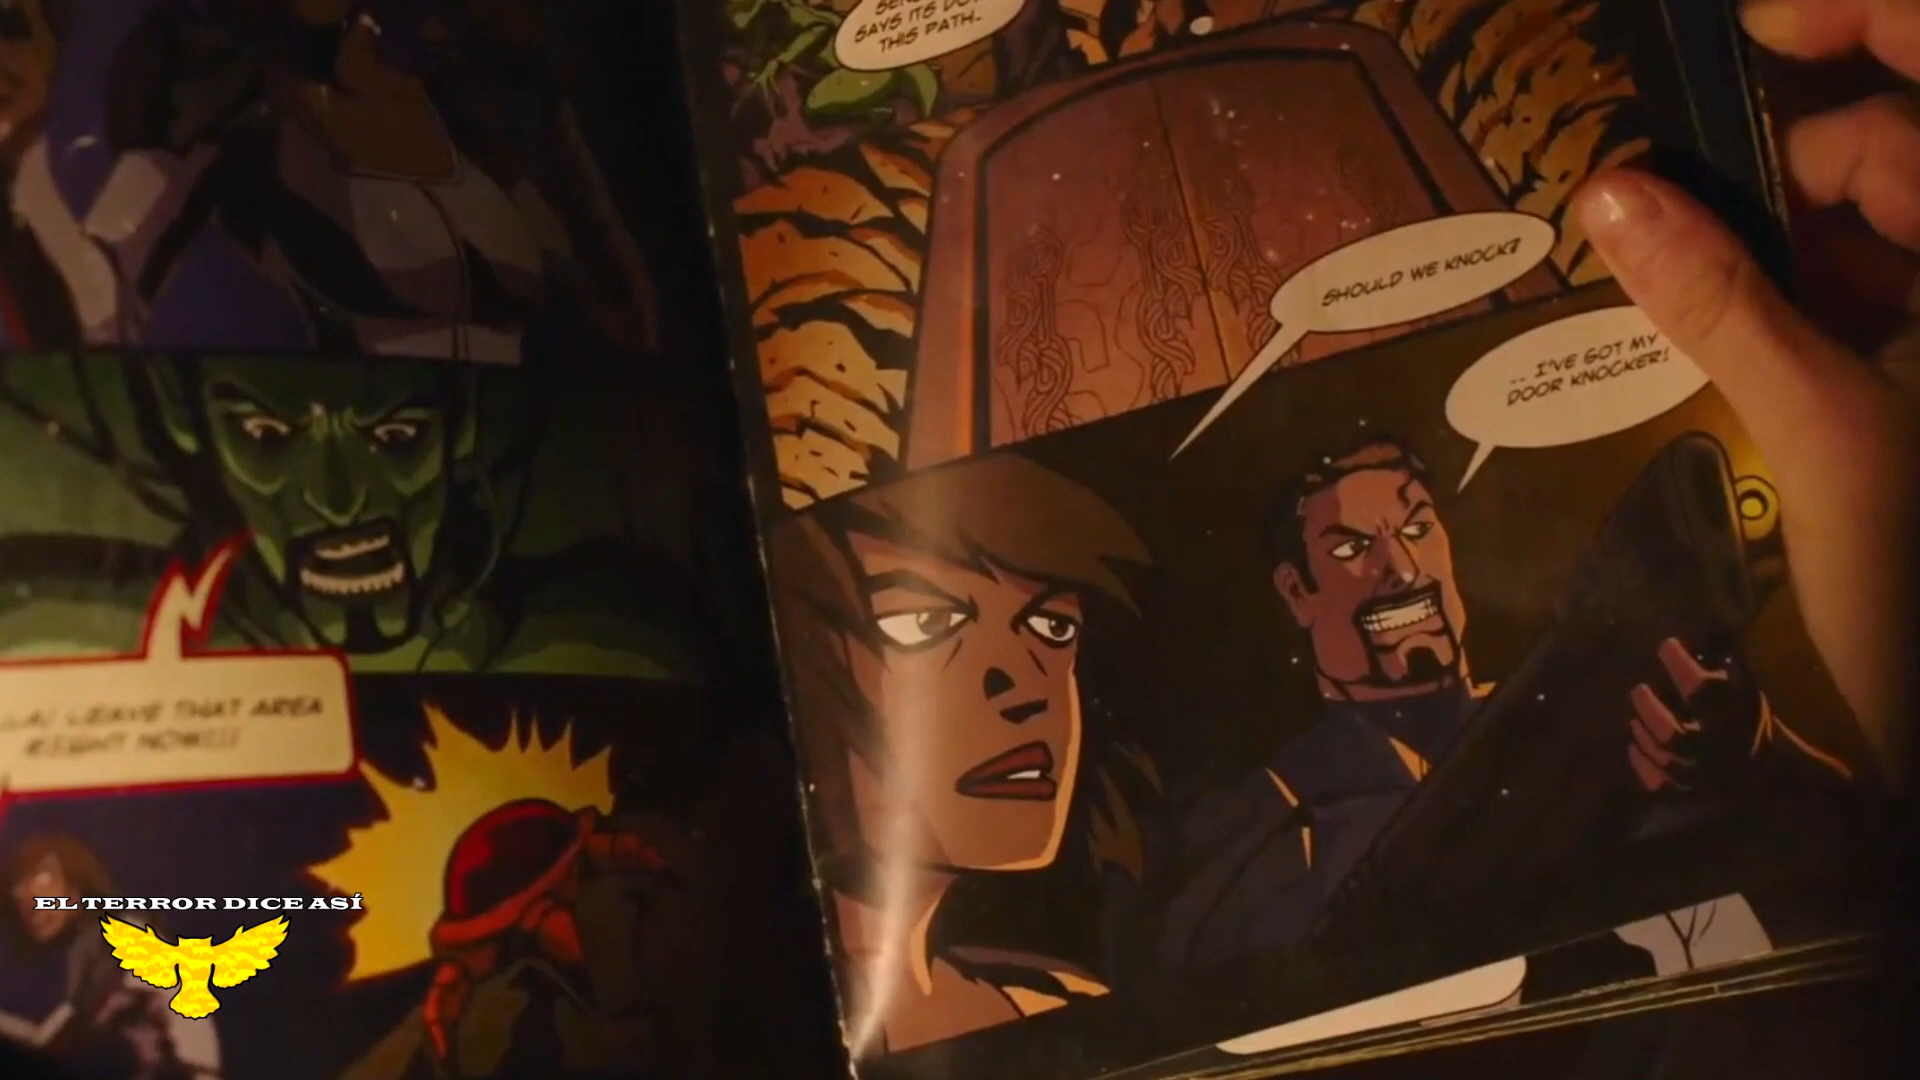 SAYS ITS
THIS PATH.
SHOULD WE KNOCK?
-- I'VE GOT MY
DOOR KNOCKER!
LEAVE THAT AREA
RIGHT NOW!!!
EL TERROR DICE ASÍ